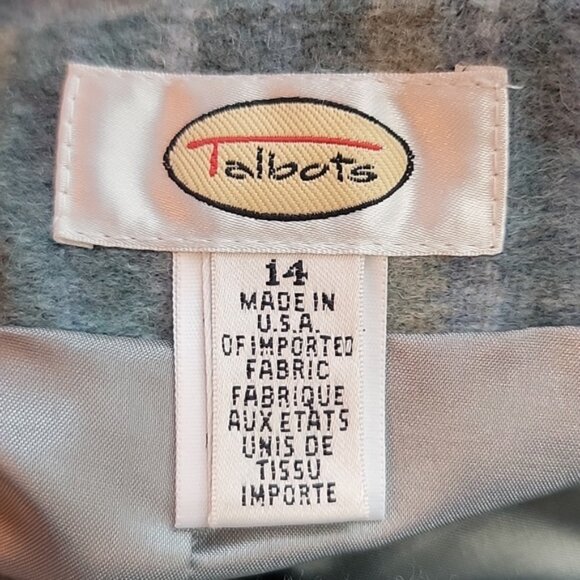 Talbots
14
MADE IN
U.S.A.
OF IMPORTED
FABRIC
FABRIQUE
AUX ETATS
UNIS DE
TISSU
IMPORTE